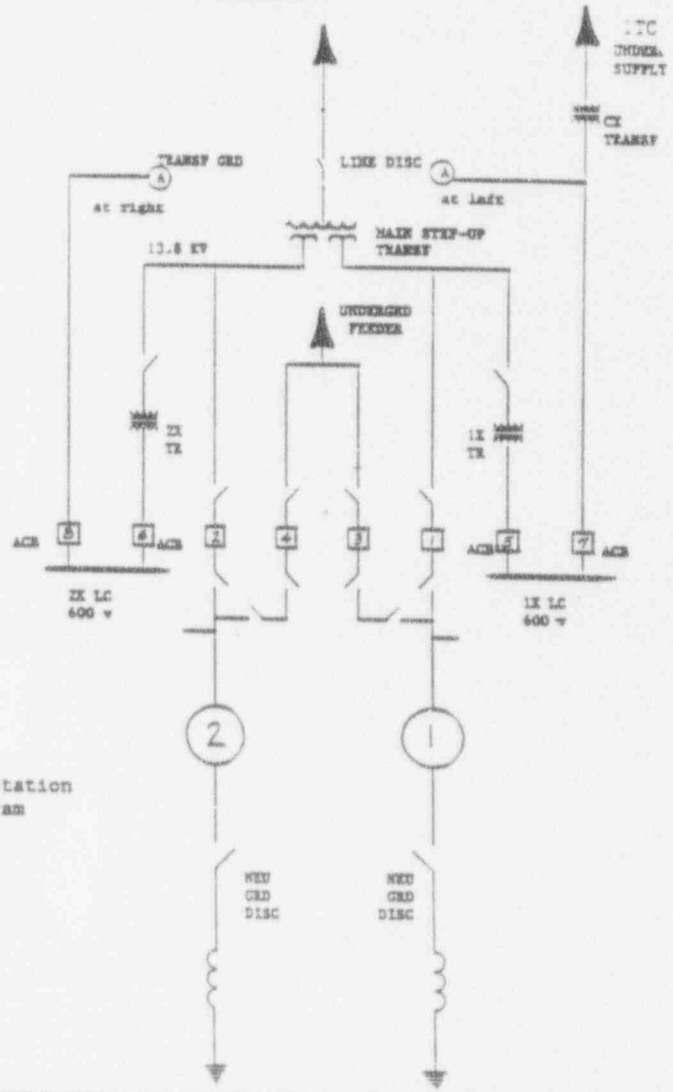 UNDER.
SUPPLY
CX
TRANSF
TRANSF GRD
A
LINE DISC
A
at right
at left
MAIN STEP-UP
TRANSF
13.8 KV
UNDERGRD
FEEDER
2X
TR
1X
TR
ACB
8
6
ACB
2
4
3
1
ACB
5
7
ACB
2X LC
600 v
1X LC
600 v
2
1
tation
am
NEU
GRD
DISC
NEU
GRD
DISC